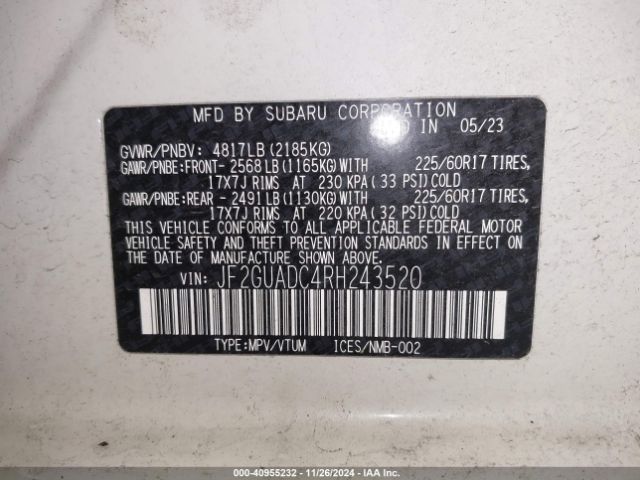 MFD BY SUBARU CORPORATION
IN 05/23
GVWR/PNBV: 4817LB (2185KG)
GAWR/PNBE:FRONT- 2568LB (1165KG) WITH 225/60R17 TIRES,
17X7J RIMS AT 230 KPA (33 PSI) COLD
GAWR/PNBE:REAR - 2491LB (1130KG) WITH 225/60R17 TIRES,
17X7J RIMS AT 220 KPA (32 PSI) COLD
THIS VEHICLE CONFORMS TO ALL APPLICABLE FEDERAL MOTOR
VEHICLE SAFETY AND THEFT PREVENTION STANDARDS IN EFFECT ON
THE DATE OF MANUFACTURE SHOWN ABOVE.
VIN: JF2GUADC4RH243520
TYPE:MPV/VTUM ICES/NMB-002
000-40955232 - 11/26/2024 - IAA Inc.